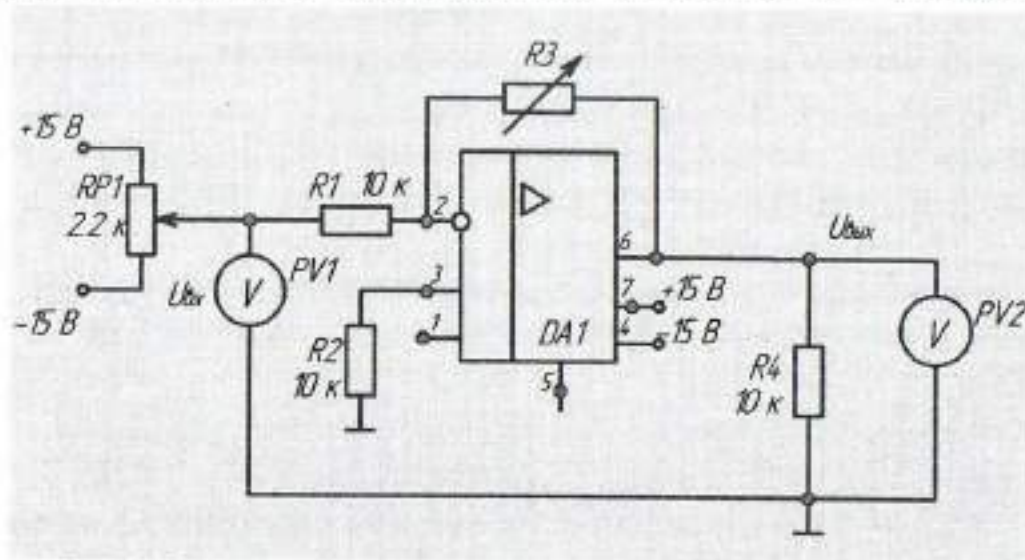 R3
+15 В
RP1
2.2 к
-15 В
R1 10 к
2
Uвх
V
PV1
3
1
R2
10 к
DA1
5
6
7
+15 В
4
-15 В
Uвых
R4
10 к
V
PV2